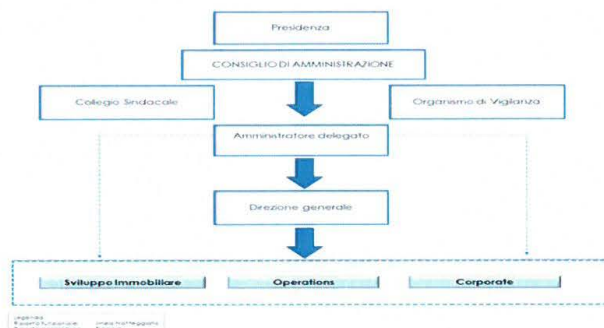 Presidenza
CONSIGLIO DI AMMINISTRAZIONE
Collegio Sindacale
Organismo di Vigilanza
Amministratore delegato
Direzione generale
Sviluppo Immobiliare
Operations
Corporate